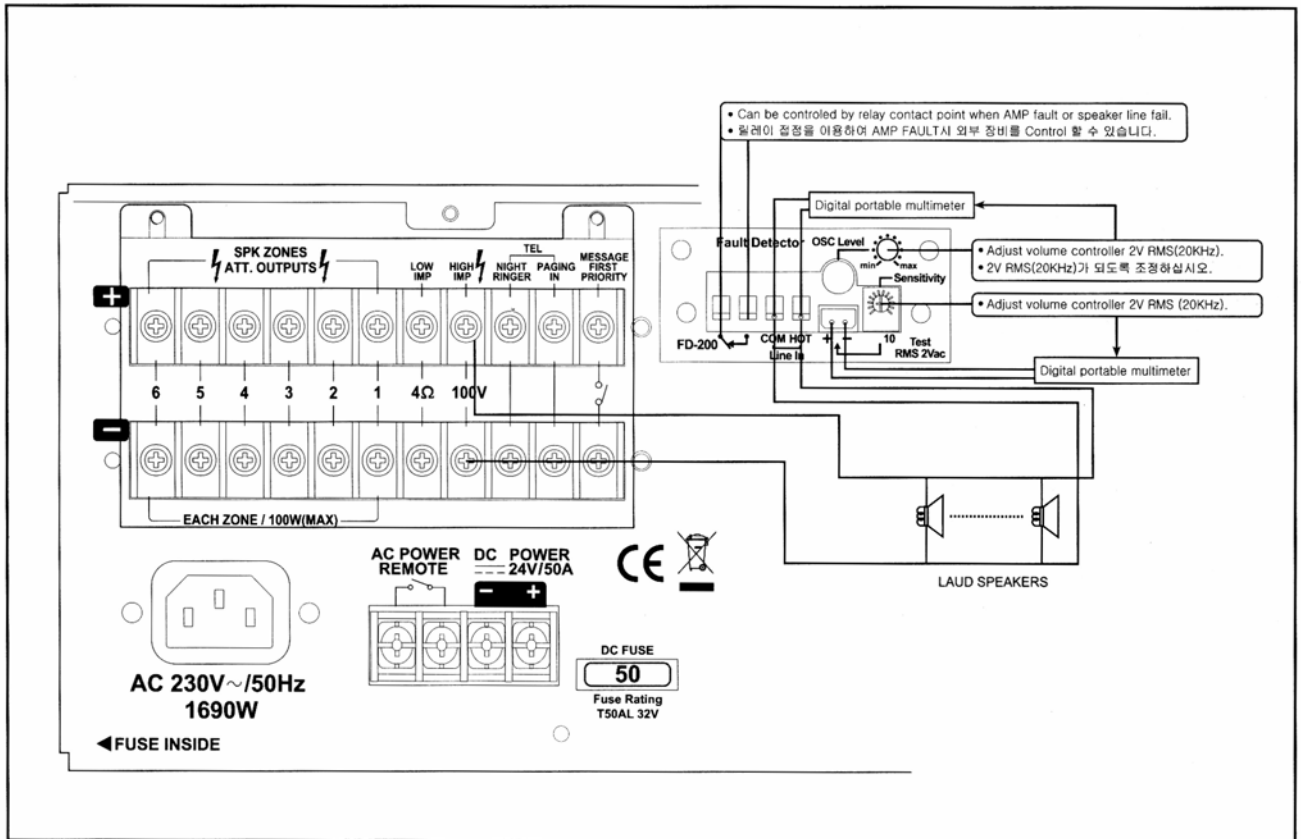 • Can be controled by relay contact point when AMP fault or speaker line fail.
• 릴레이 접점을 이용하여 AMP FAULT시 외부 장비를 Control 할 수 있습니다.
Digital portable multimeter
Fault Detector
OSC Level
min
max
Sensitivity
• Adjust volume controller 2V RMS(20KHz).
• 2V RMS(20KHz)가 되도록 조정하십시오.
• Adjust volume controller 2V RMS (20KHz).
FD-200
COM HOT
Line In
+
−
10
Test
RMS 2Vac
Digital portable multimeter
SPK ZONES
ATT. OUTPUTS
LOW
IMP
HIGH
IMP
TEL
NIGHT
RINGER
PAGING
IN
MESSAGE
FIRST
PRIORITY
+
6 5 4 3 2 1 4Ω 100V
−
EACH ZONE / 100W(MAX)
LAUD SPEAKERS
AC POWER
REMOTE
DC POWER
24V/50A
− +
CE
AC 230V～/50Hz
1690W
DC FUSE
50
Fuse Rating
T50AL 32V
◀FUSE INSIDE